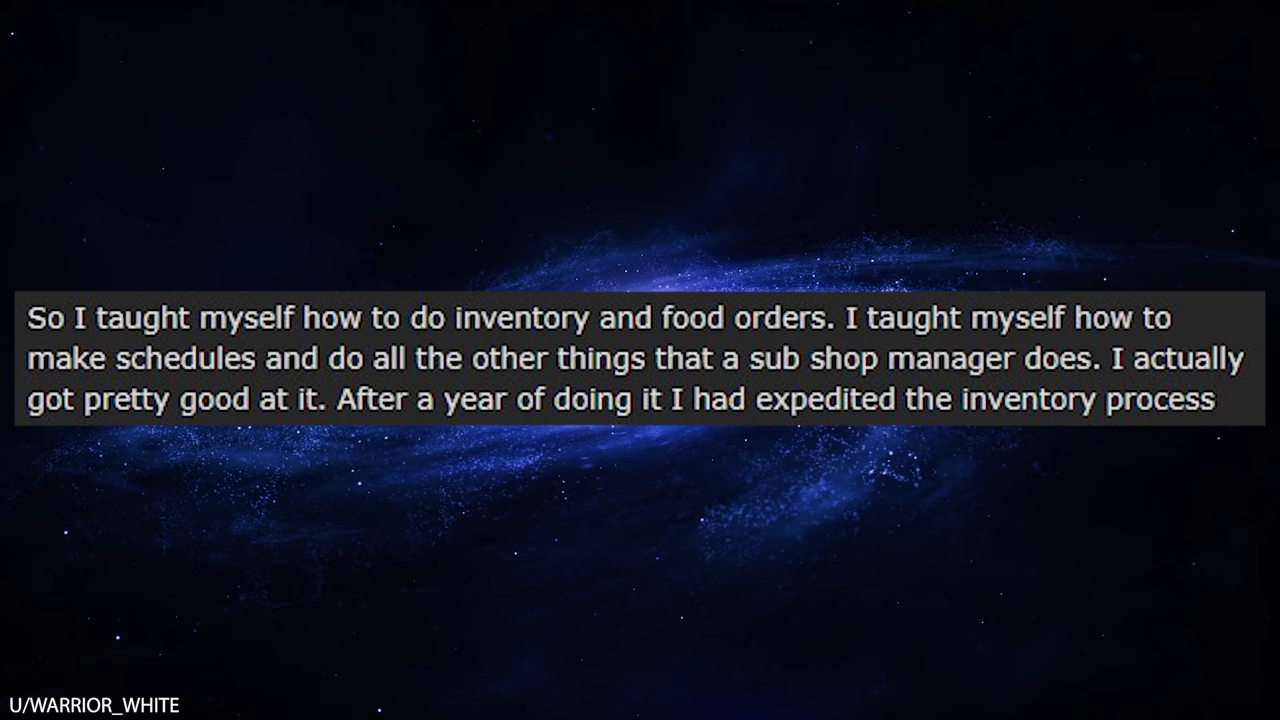 So I taught myself how to do inventory and food orders. I taught myself how to
make schedules and do all the other things that a sub shop manager does. I actually
got pretty good at it. After a year of doing it I had expedited the inventory process
U/WARRIOR_WHITE